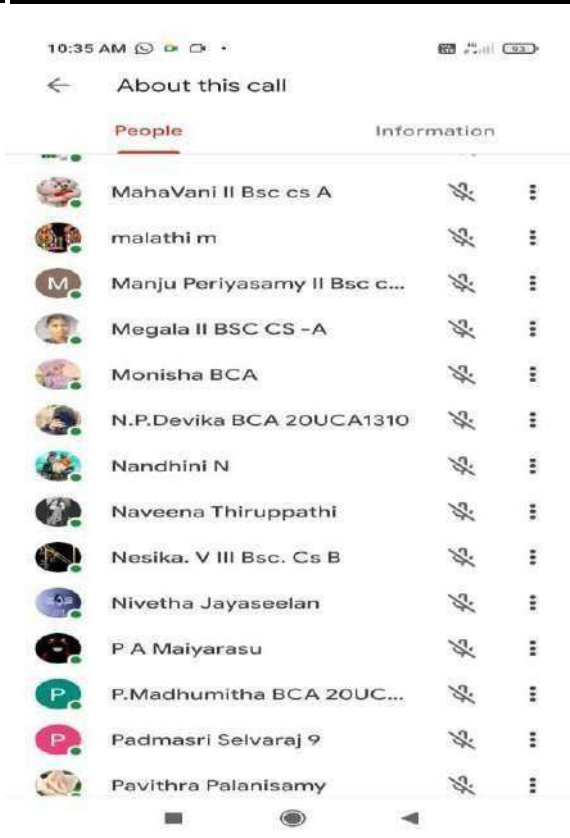 10:35 AM
About this call
People
Information
MahaVani II Bsc cs A
malathi m
M
Manju Periyasamy II Bsc c...
Megala II BSC CS -A
Monisha BCA
N.P.Devika BCA 20UCA1310
Nandhini N
Naveena Thiruppathi
Nesika. V III Bsc. Cs B
Nivetha Jayaseelan
P A Maiyarasu
P
P.Madhumitha BCA 20UC...
P
Padmasri Selvaraj 9
Pavithra Palanisamy